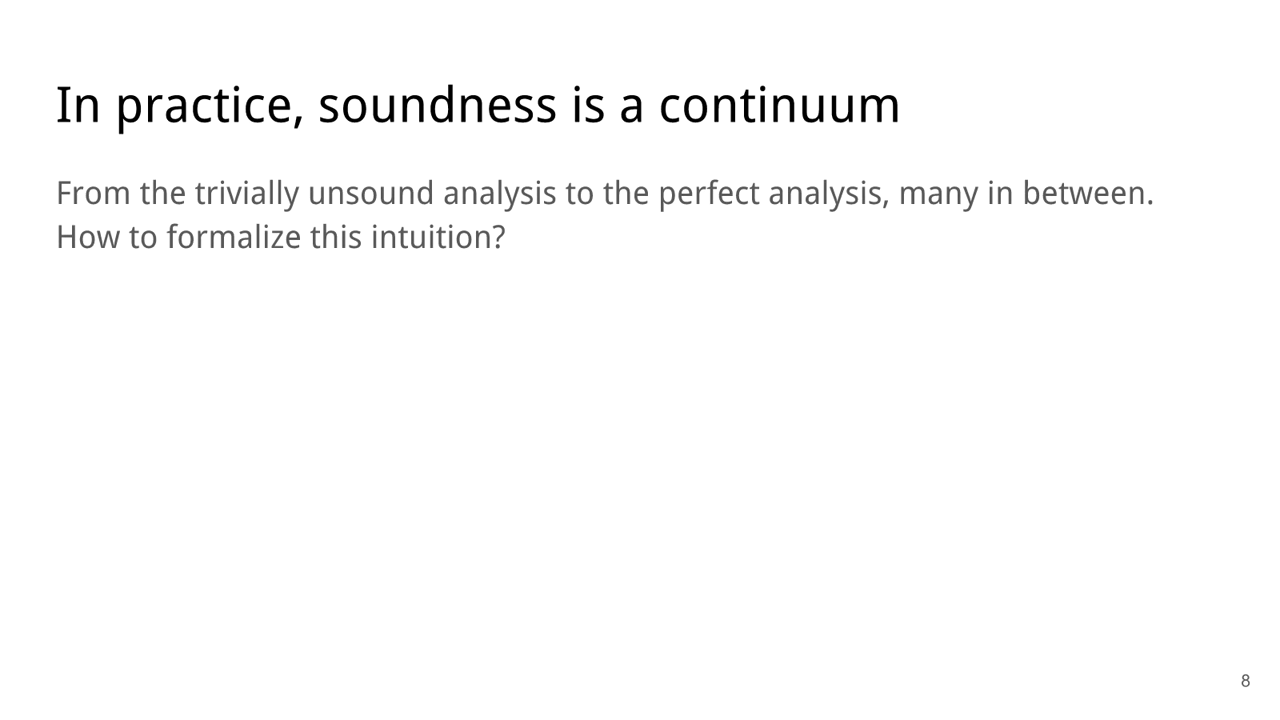 In practice, soundness is a continuum
From the trivially unsound analysis to the perfect analysis, many in between.
How to formalize this intuition?
8